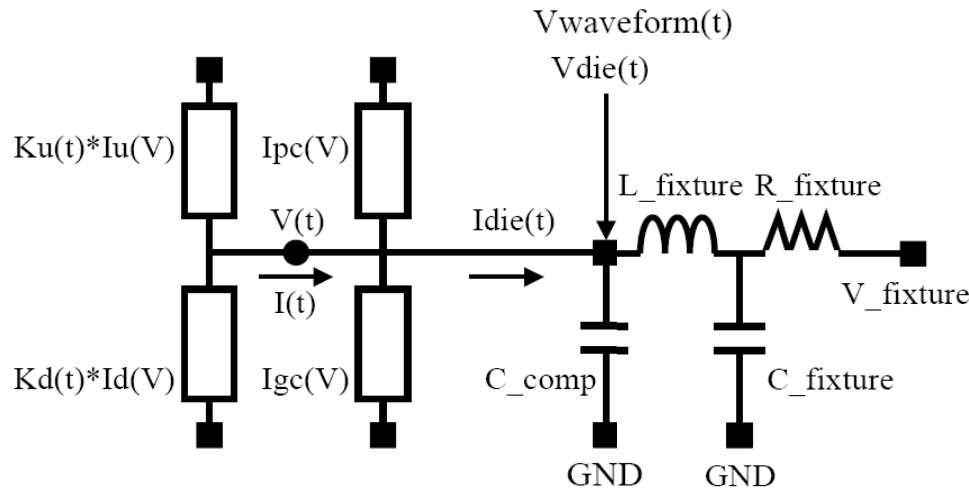 Vwaveform(t)
Vdie(t)
Ku(t)*Iu(V)
Ipc(V)
L_fixture
R_fixture
V(t)
Idie(t)
I(t)
V_fixture
Kd(t)*Id(V)
Igc(V)
C_comp
C_fixture
GND
GND